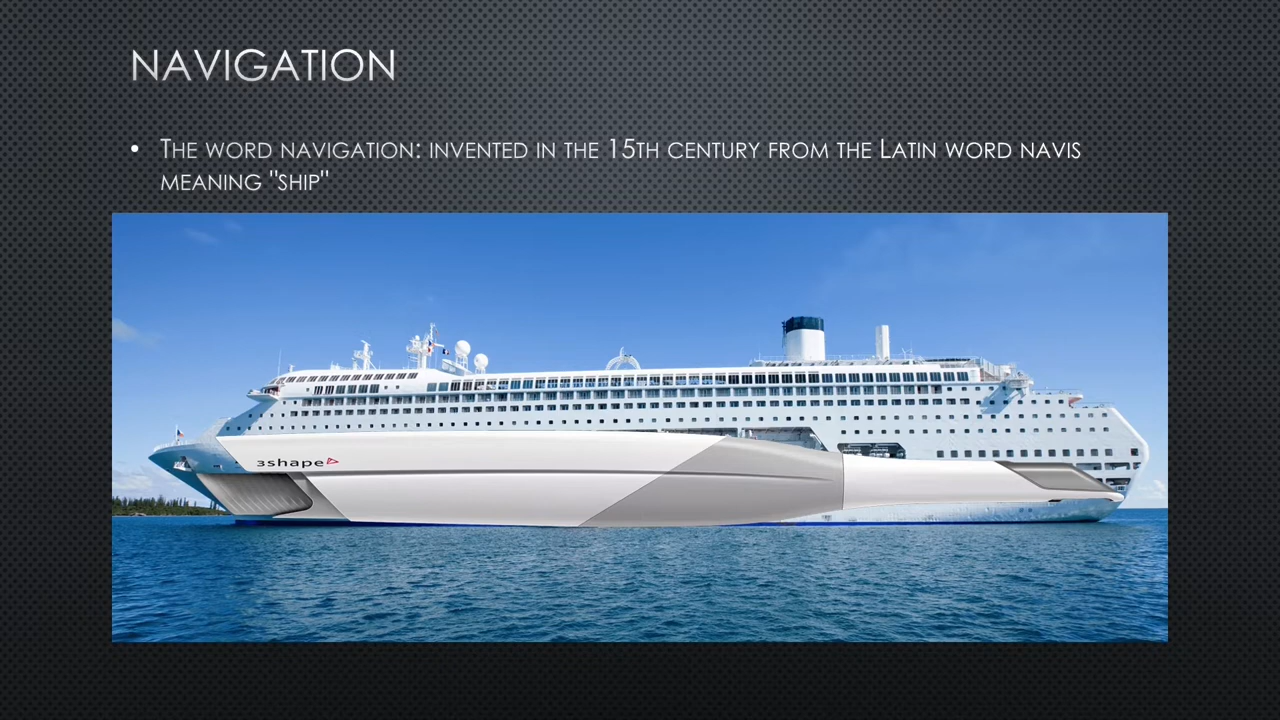 NAVIGATION
• THE WORD NAVIGATION: INVENTED IN THE 15TH CENTURY FROM THE LATIN WORD NAVIS
MEANING "SHIP"
3shape